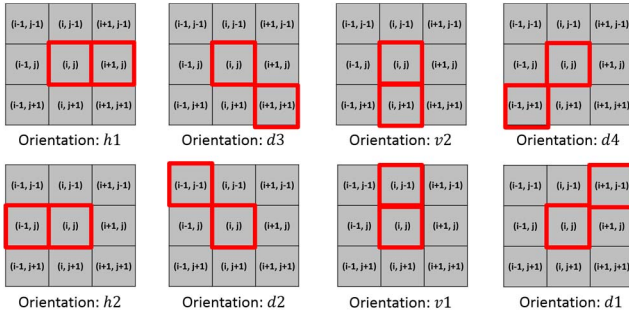 (i-1, j-1) (i, j-1) (i+1, j-1) (i-1, j-1) (i, j-1) (i+1, j-1) (i-1, j-1) (i, j-1) (i+1, j-1) (i-1, j-1) (i, j-1) (i+1, j-1)
(i-1, j) (i, j) (i+1, j) (i-1, j) (i, j) (i+1, j) (i-1, j) (i, j) (i+1, j) (i-1, j) (i, j) (i+1, j)
(i-1, j+1) (i, j+1) (i+1, j+1) (i-1, j+1) (i, j+1) (i+1, j+1) (i-1, j+1) (i, j+1) (i+1, j+1) (i-1, j+1) (i, j+1) (i+1, j+1)
Orientation: h1 Orientation: d3 Orientation: v2 Orientation: d4
(i-1, j-1) (i, j-1) (i+1, j-1) (i-1, j-1) (i, j-1) (i+1, j-1) (i-1, j-1) (i, j-1) (i+1, j-1) (i-1, j-1) (i, j-1) (i+1, j-1)
(i-1, j) (i, j) (i+1, j) (i-1, j) (i, j) (i+1, j) (i-1, j) (i, j) (i+1, j) (i-1, j) (i, j) (i+1, j)
(i-1, j+1) (i, j+1) (i+1, j+1) (i-1, j+1) (i, j+1) (i+1, j+1) (i-1, j+1) (i, j+1) (i+1, j+1) (i-1, j+1) (i, j+1) (i+1, j+1)
Orientation: h2 Orientation: d2 Orientation: v1 Orientation: d1